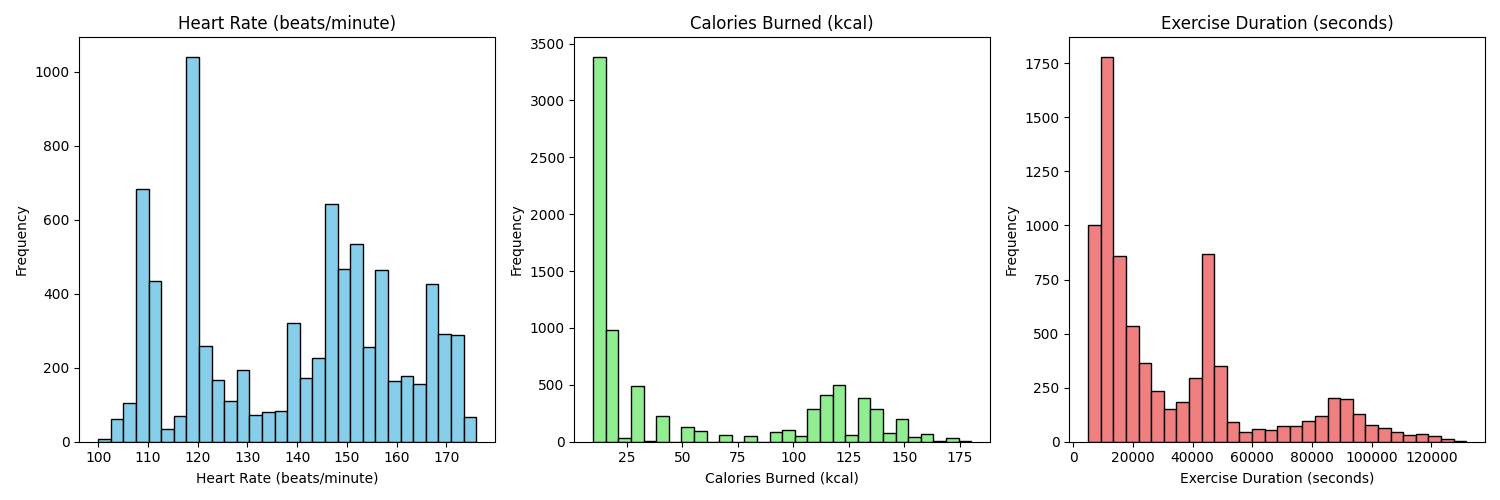 Heart Rate (beats/minute)
Frequency
1000
800
600
400
200
0
100 110 120 130 140 150 160 170
Heart Rate (beats/minute)
Calories Burned (kcal)
Frequency
3500
3000
2500
2000
1500
1000
500
0
25 50 75 100 125 150 175
Calories Burned (kcal)
Exercise Duration (seconds)
Frequency
1750
1500
1250
1000
750
500
250
0
0 20000 40000 60000 80000 100000 120000
Exercise Duration (seconds)